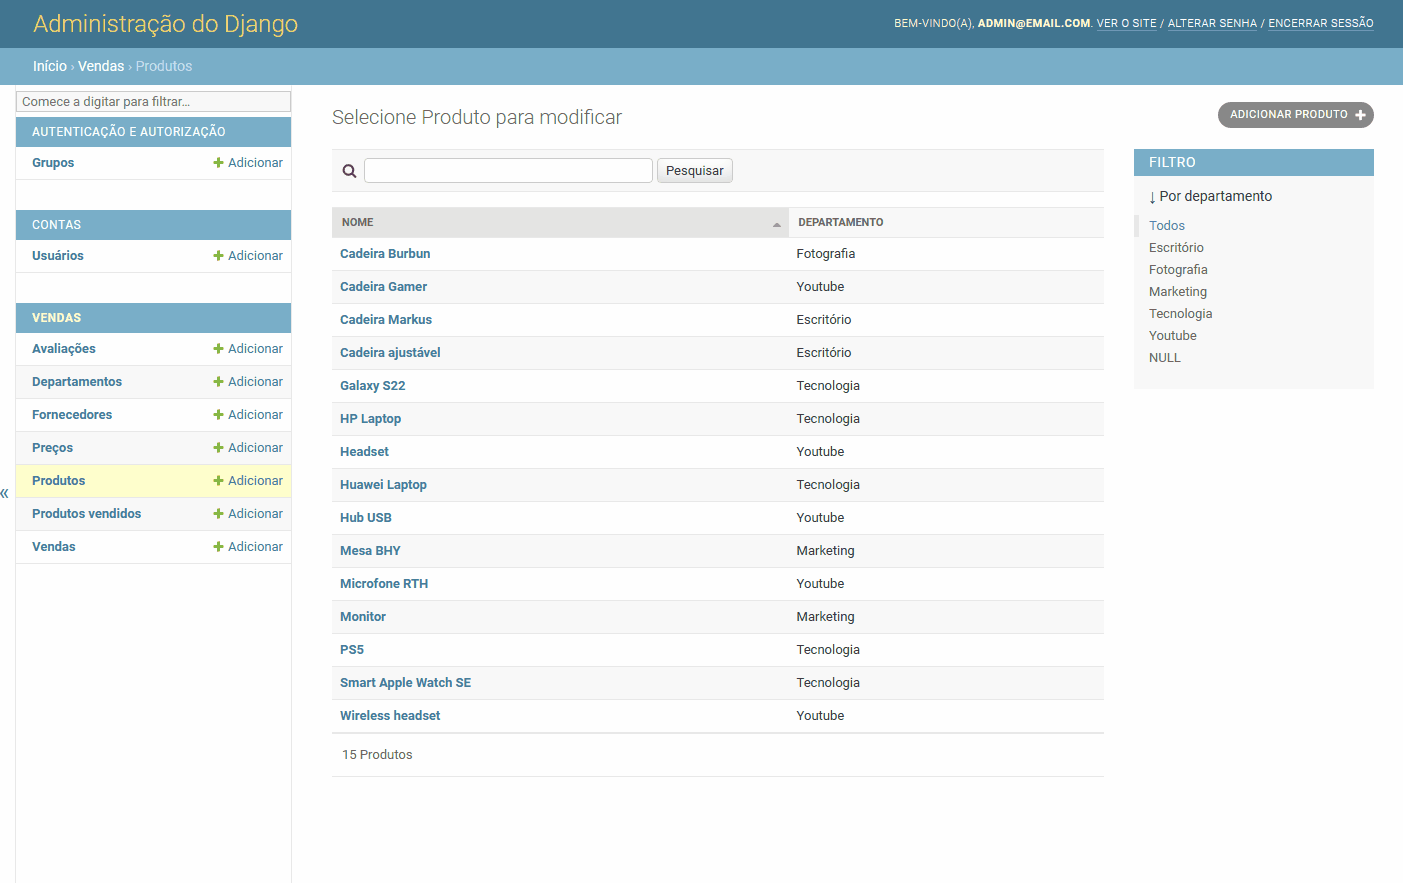 Administração do Django
BEM-VINDO(A), ADMIN@EMAIL.COM. VER O SITE / ALTERAR SENHA / ENCERRAR SESSÃO
Início › Vendas › Produtos
Comece a digitar para filtrar...
AUTENTICAÇÃO E AUTORIZAÇÃO
Grupos Adicionar
CONTAS
Usuários Adicionar
VENDAS
Avaliações Adicionar
Departamentos Adicionar
Fornecedores Adicionar
Preços Adicionar
Produtos Adicionar
Produtos vendidos Adicionar
Vendas Adicionar
«
Selecione Produto para modificar
ADICIONAR PRODUTO
Pesquisar
NOME DEPARTAMENTO
Cadeira Burbun Fotografia
Cadeira Gamer Youtube
Cadeira Markus Escritório
Cadeira ajustável Escritório
Galaxy S22 Tecnologia
HP Laptop Tecnologia
Headset Youtube
Huawei Laptop Tecnologia
Hub USB Youtube
Mesa BHY Marketing
Microfone RTH Youtube
Monitor Marketing
PS5 Tecnologia
Smart Apple Watch SE Tecnologia
Wireless headset Youtube
15 Produtos
FILTRO
↓ Por departamento
Todos
Escritório
Fotografia
Marketing
Tecnologia
Youtube
NULL